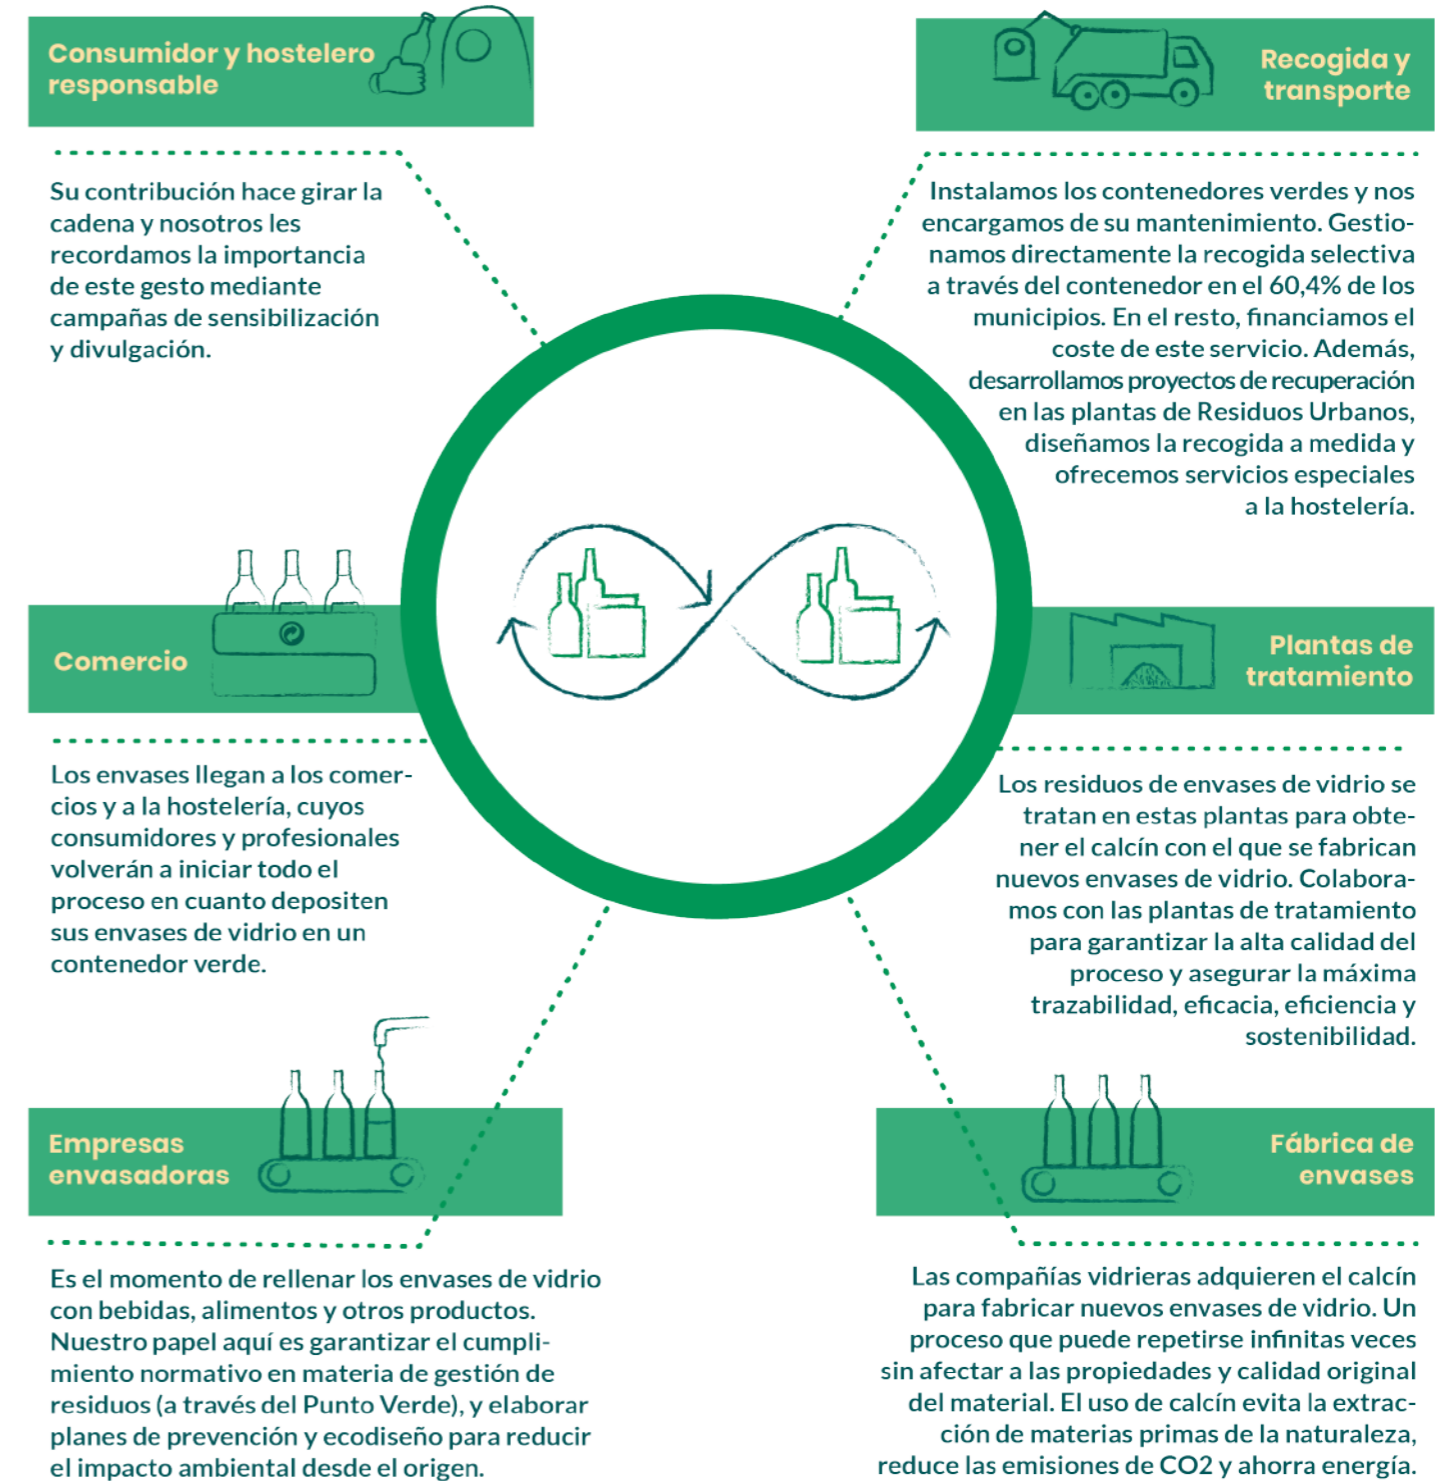 Consumidor y hostelero
responsable
Su contribución hace girar la
cadena y nosotros les
recordamos la importancia
de este gesto mediante
campañas de sensibilización
y divulgación.
Recogida y
transporte
Instalamos los contenedores verdes y nos
encargamos de su mantenimiento. Gestio-
namos directamente la recogida selectiva
a través del contenedor en el 60,4% de los
municipios. En el resto, financiamos el
coste de este servicio. Además,
desarrollamos proyectos de recuperación
en las plantas de Residuos Urbanos,
diseñamos la recogida a medida y
ofrecemos servicios especiales
a la hostelería.
Comercio
Los envases llegan a los comer-
cios y a la hostelería, cuyos
consumidores y profesionales
volverán a iniciar todo el
proceso en cuanto depositen
sus envases de vidrio en un
contenedor verde.
Plantas de
tratamiento
Los residuos de envases de vidrio se
tratan en estas plantas para obte-
ner el calcín con el que se fabrican
nuevos envases de vidrio. Colabora-
mos con las plantas de tratamiento
para garantizar la alta calidad del
proceso y asegurar la máxima
trazabilidad, eficacia, eficiencia y
sostenibilidad.
Empresas
envasadoras
Es el momento de rellenar los envases de vidrio
con bebidas, alimentos y otros productos.
Nuestro papel aquí es garantizar el cumpli-
miento normativo en materia de gestión de
residuos (a través del Punto Verde), y elaborar
planes de prevención y ecodiseño para reducir
el impacto ambiental desde el origen.
Fábrica de
envases
Las compañías vidrieras adquieren el calcín
para fabricar nuevos envases de vidrio. Un
proceso que puede repetirse infinitas veces
sin afectar a las propiedades y calidad original
del material. El uso de calcín evita la extrac-
ción de materias primas de la naturaleza,
reduce las emisiones de CO2 y ahorra energía.